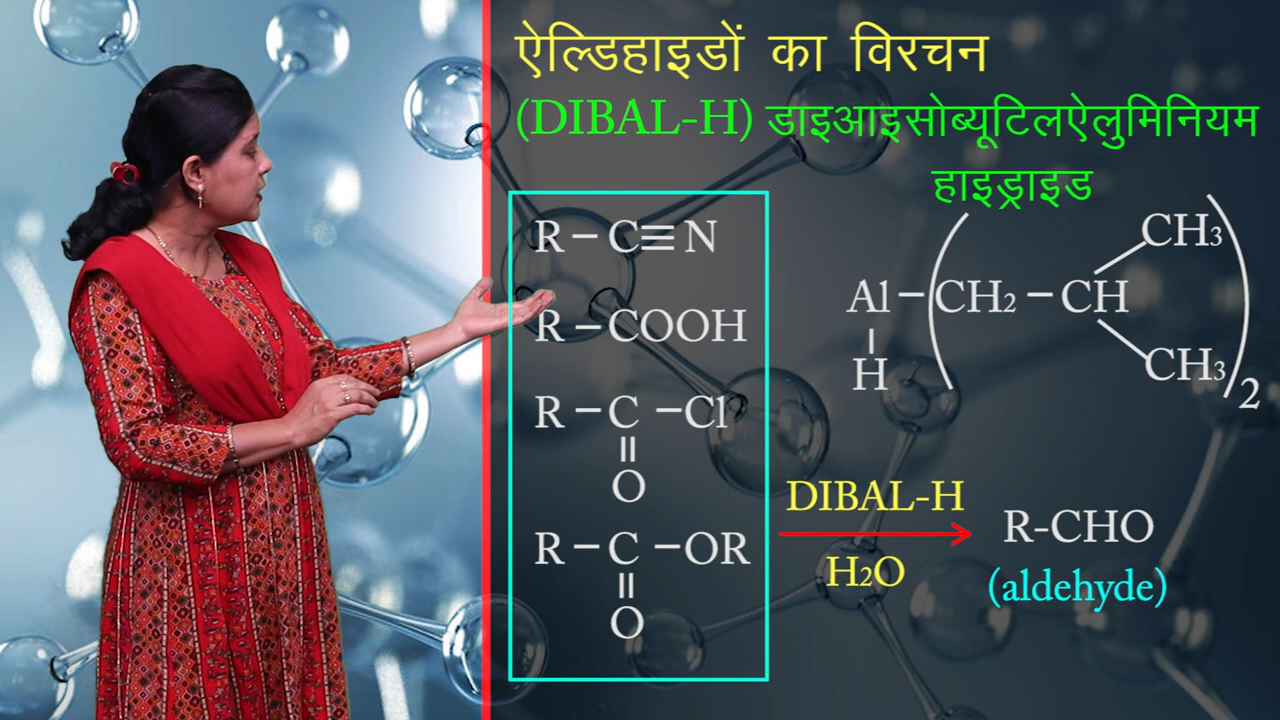 ऐल्डिहाइडों का विरचन
(DIBAL-H) डाइआइसोब्यूटिलऐलुमिनियम
हाइड्राइड
R – C≡N
R – COOH
R – C – Cl
||
O
R – C – OR
||
O
CH3
Al – (CH2 – CH
H
CH3)2
DIBAL-H
H2O
R-CHO
(aldehyde)